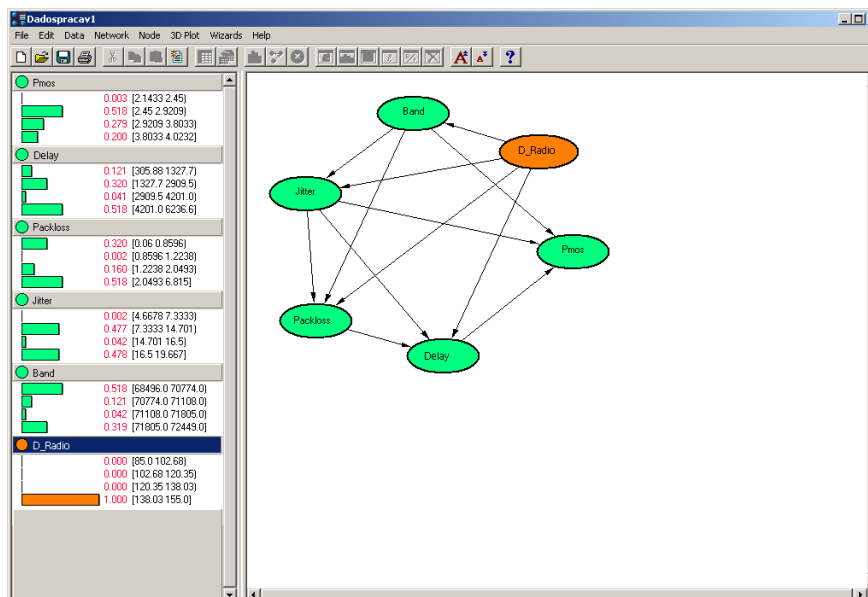 Dadospracav1
File Edit Data Network Node 3D Plot Wizards Help
Pmos
0.003 [2.1433 2.45]
0.518 [2.45 2.9209]
0.279 [2.9209 3.8033]
0.200 [3.8033 4.0232]
Delay
0.121 [305.88 1327.7]
0.320 [1327.7 2909.5]
0.041 [2909.5 4201.0]
0.518 [4201.0 6236.6]
Packloss
0.320 [0.06 0.8596]
0.002 [0.8596 1.2238]
0.160 [1.2238 2.0493]
0.518 [2.0493 6.815]
Jitter
0.002 [4.6678 7.3333]
0.477 [7.3333 14.701]
0.042 [14.701 16.5]
0.478 [16.5 19.667]
Band
0.518 [68496.0 70774.0]
0.121 [70774.0 71108.0]
0.042 [71108.0 71805.0]
0.319 [71805.0 72449.0]
D_Radio
0.000 [85.0 102.68]
0.000 [102.68 120.35]
0.000 [120.35 138.03]
1.000 [138.03 155.0]
Band
D_Radio
Jitter
Pmos
Packloss
Delay